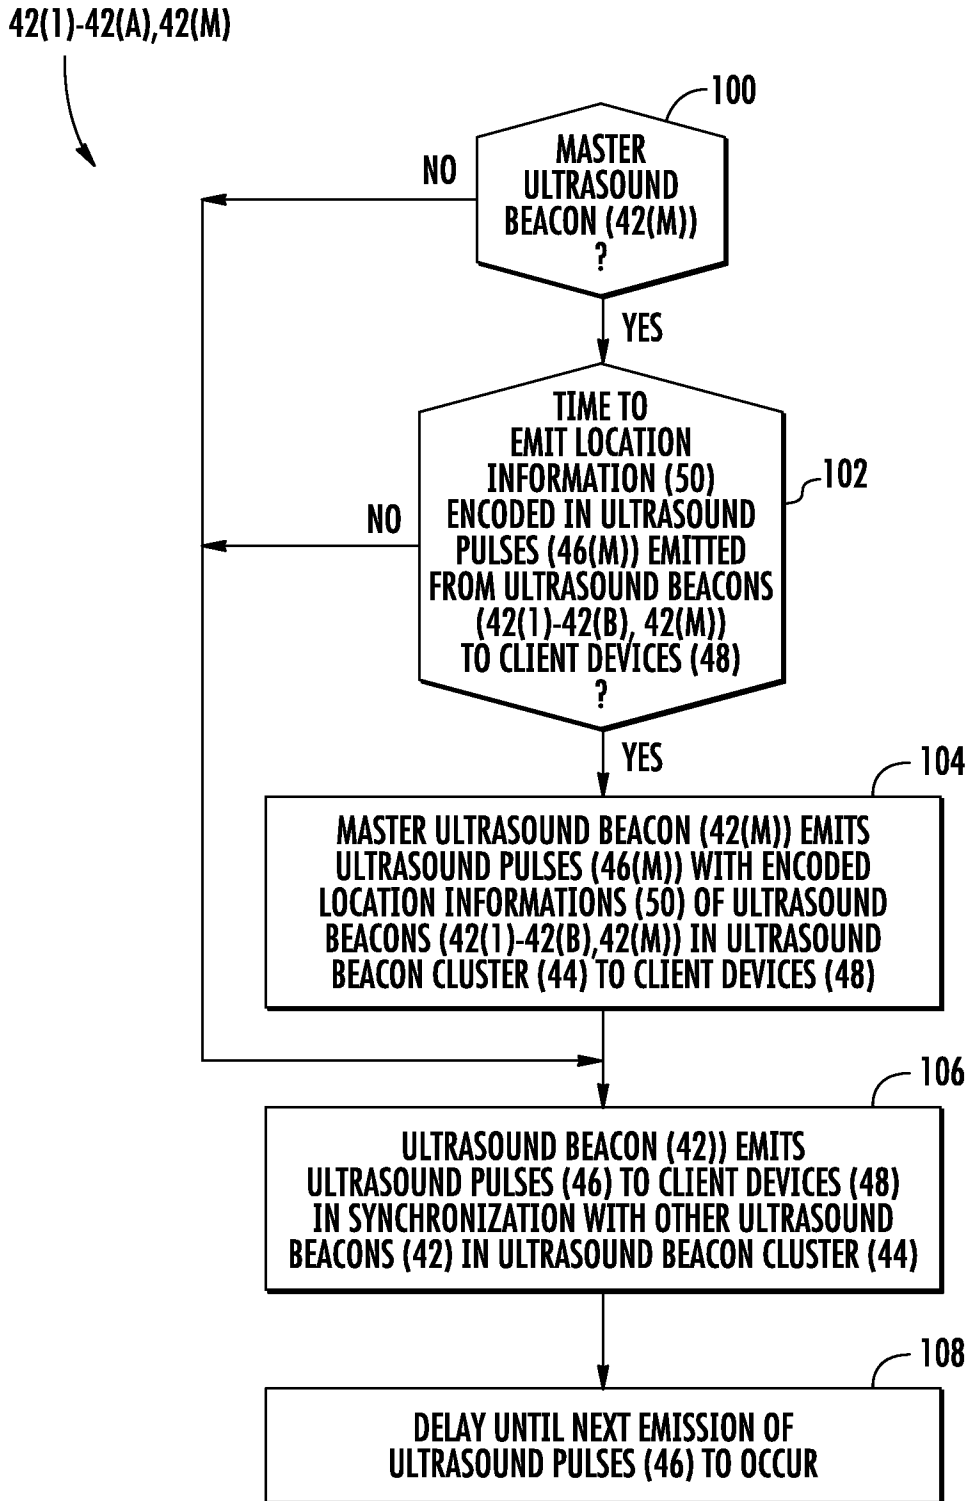 42(1)-42(A),42(M)
100
MASTER
ULTRASOUND
BEACON (42(M))
?
NO
YES
TIME TO
EMIT LOCATION
INFORMATION (50)
ENCODED IN ULTRASOUND
PULSES (46(M)) EMITTED
FROM ULTRASOUND BEACONS
(42(1)-42(B), 42(M))
TO CLIENT DEVICES (48)
?
102
NO
YES
104
MASTER ULTRASOUND BEACON (42(M)) EMITS
ULTRASOUND PULSES (46(M)) WITH ENCODED
LOCATION INFORMATIONS (50) OF ULTRASOUND
BEACONS (42(1)-42(B),42(M)) IN ULTRASOUND
BEACON CLUSTER (44) TO CLIENT DEVICES (48)
106
ULTRASOUND BEACON (42)) EMITS
ULTRASOUND PULSES (46) TO CLIENT DEVICES (48)
IN SYNCHRONIZATION WITH OTHER ULTRASOUND
BEACONS (42) IN ULTRASOUND BEACON CLUSTER (44)
108
DELAY UNTIL NEXT EMISSION OF
ULTRASOUND PULSES (46) TO OCCUR